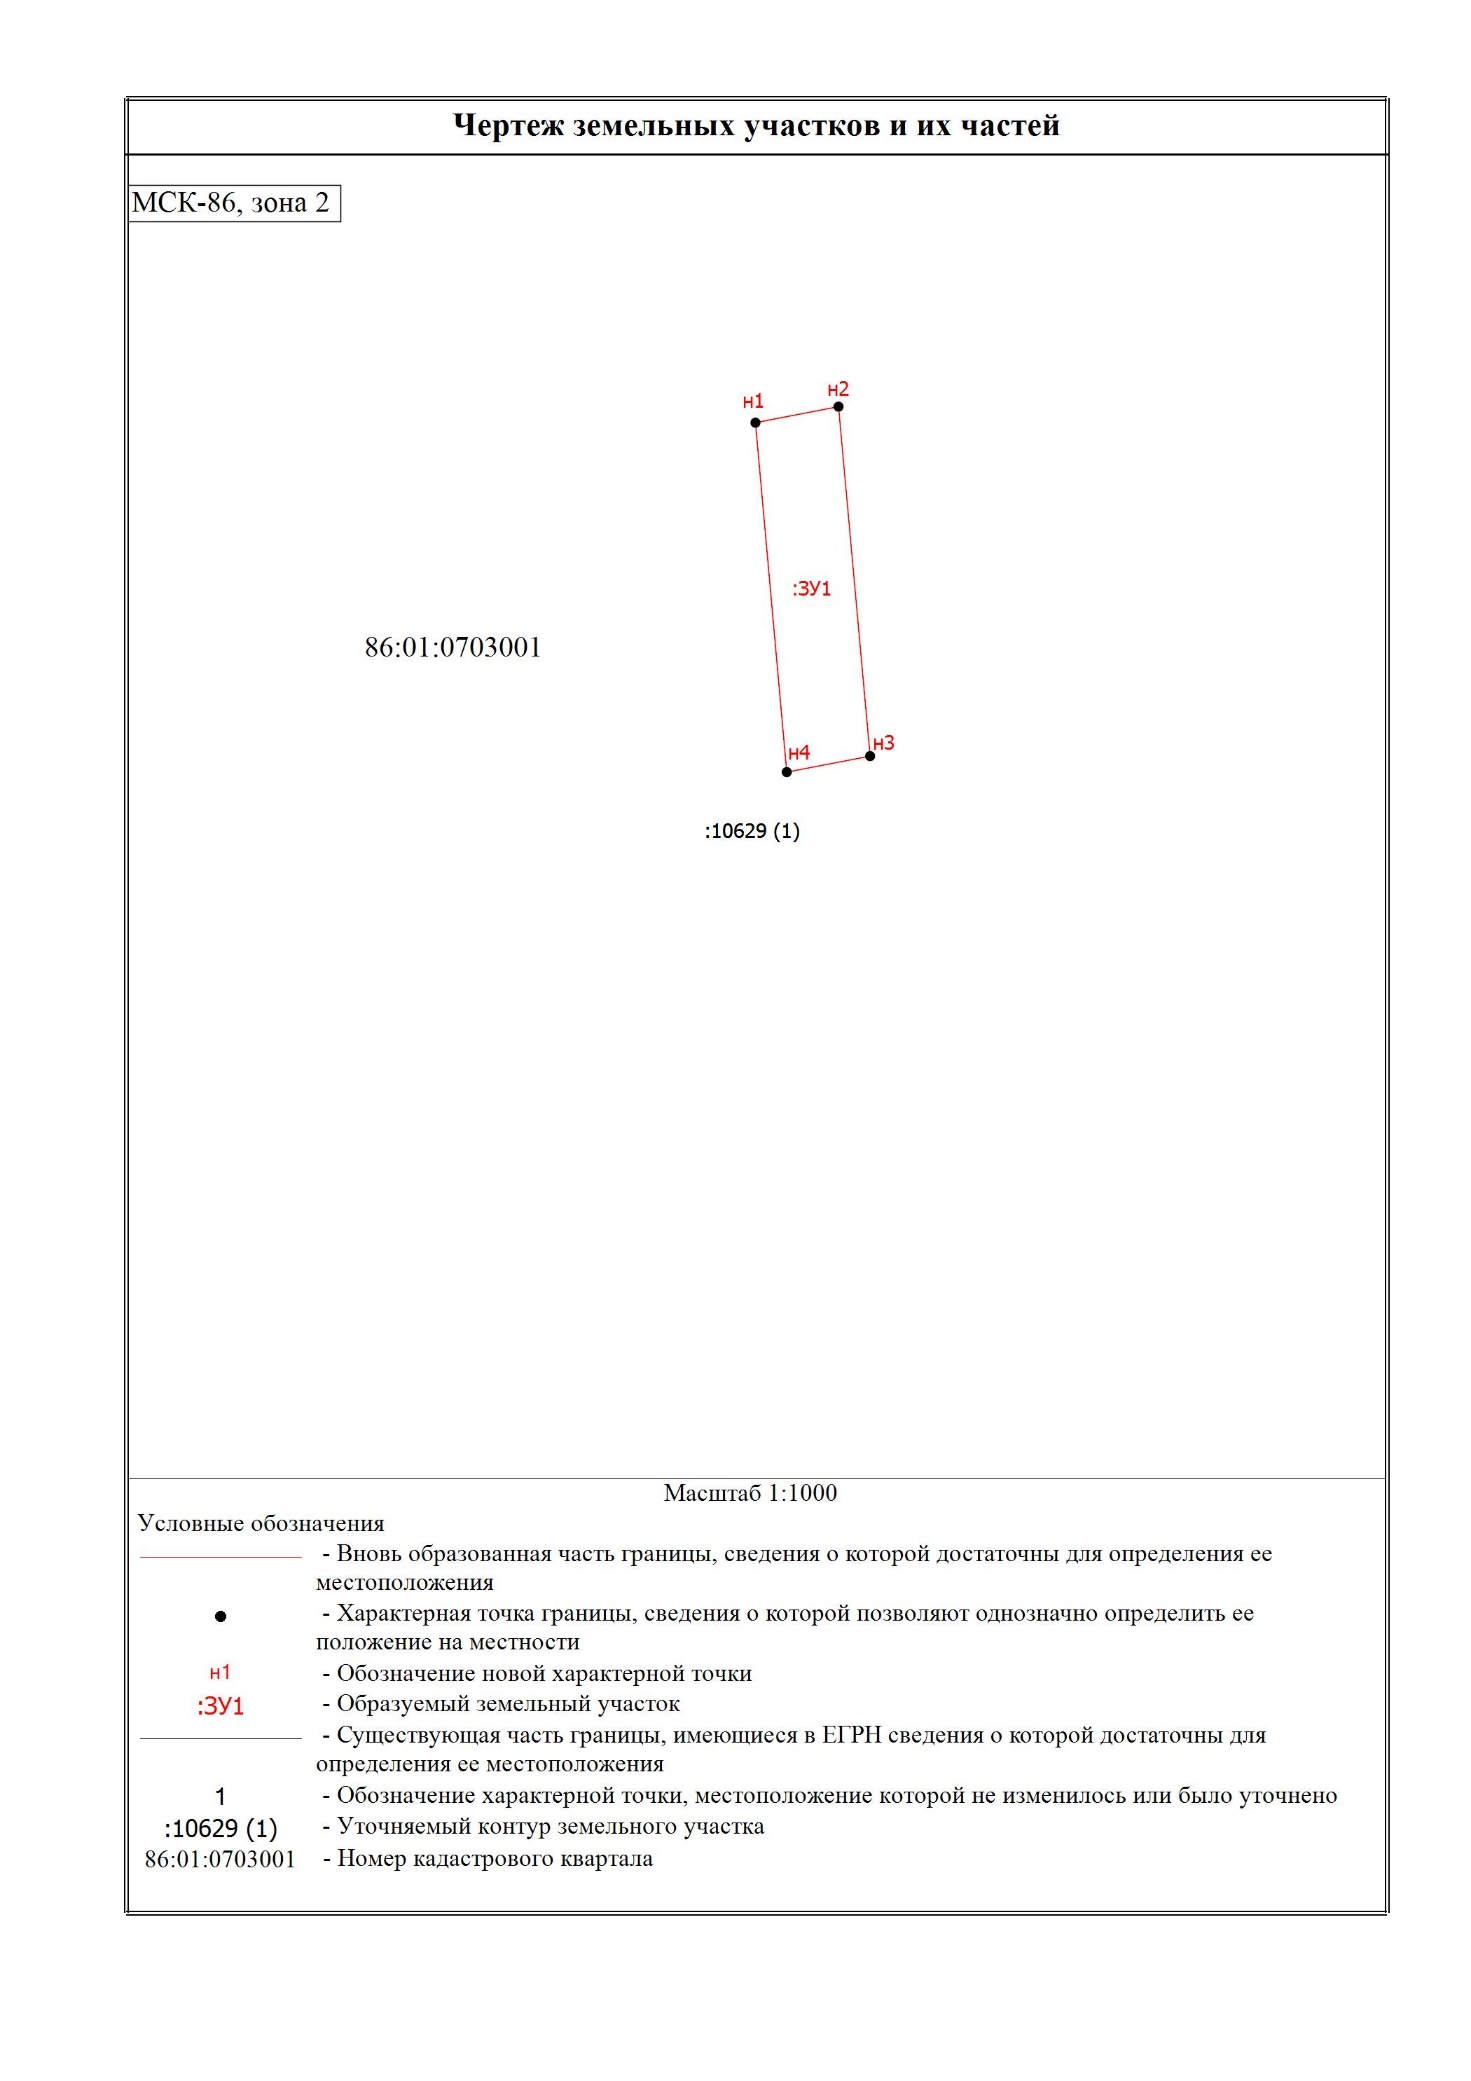 Чертеж земельных участков и их частей
МСК-86, зона 2
н2
н1
:ЗУ1
86:01:0703001
н3
н4
:10629 (1)
Масштаб 1:1000
Условные обозначения
- Вновь образованная часть границы, сведения о которой достаточны для определения ее
местоположения
- Характерная точка границы, сведения о которой позволяют однозначно определить ее
положение на местности
н1 - Обозначение новой характерной точки
:ЗУ1 - Образуемый земельный участок
- Существующая часть границы, имеющиеся в ЕГРН сведения о которой достаточны для
определения ее местоположения
1 - Обозначение характерной точки, местоположение которой не изменилось или было уточнено
:10629 (1) - Уточняемый контур земельного участка
86:01:0703001 - Номер кадастрового квартала